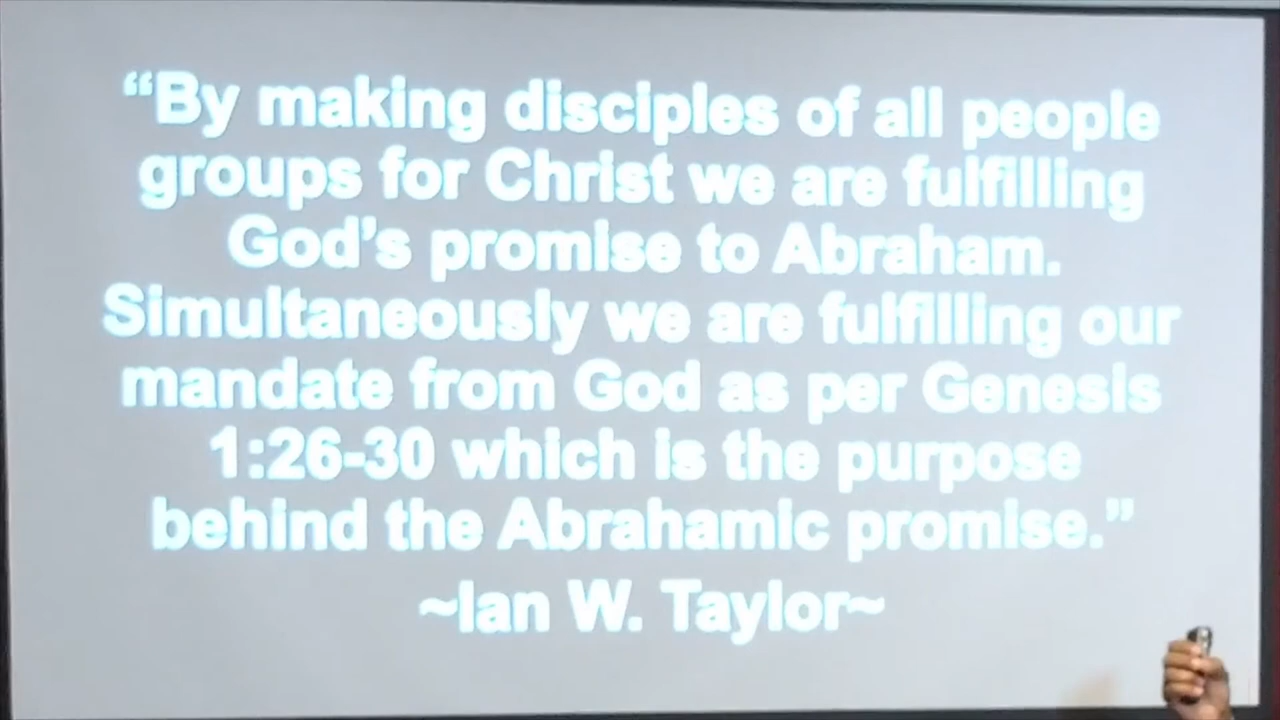 “By making disciples of all people
groups for Christ we are fulfilling
God’s promise to Abraham.
Simultaneously we are fulfilling our
mandate from God as per Genesis
1:26-30 which is the purpose
behind the Abrahamic promise.”
~Ian W. Taylor~